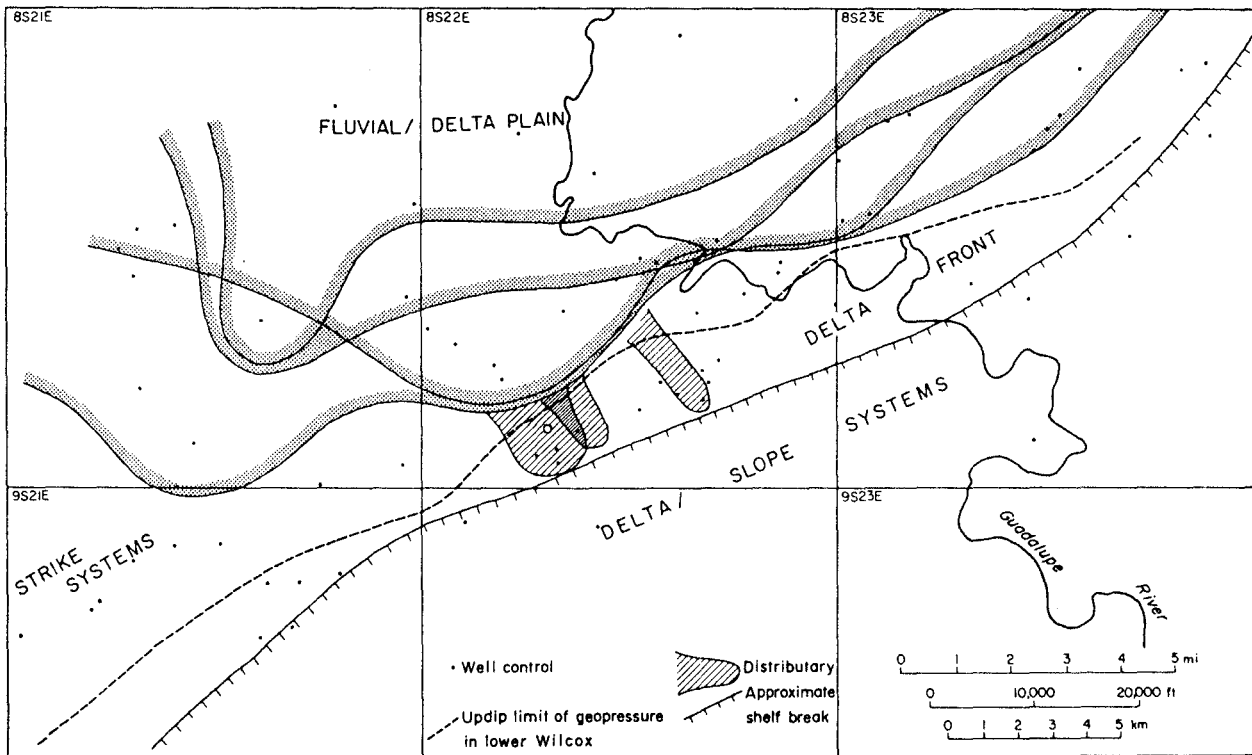 8S21E
8S22E
8S23E
FLUVIAL/ DELTA PLAIN
DELTA FRONT
DELTA/ SLOPE SYSTEMS
9S21E
9S23E
STRIKE
SYSTEMS
Guadalupe
River
• Well control
Distributary
Updip limit of geopressure
in lower Wilcox
Approximate
shelf break
0 1 2 3 4 5 mi
0 10,000 20,000 ft
0 1 2 3 4 5 km